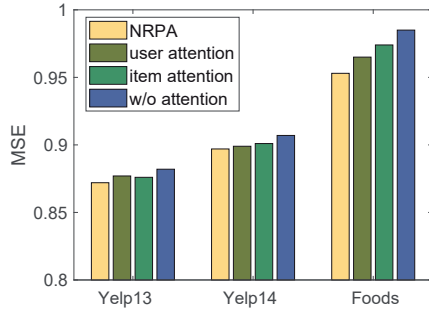 1
0.95
0.9
0.85
0.8
MSE
NRPA
user attention
item attention
w/o attention
Yelp13 Yelp14 Foods